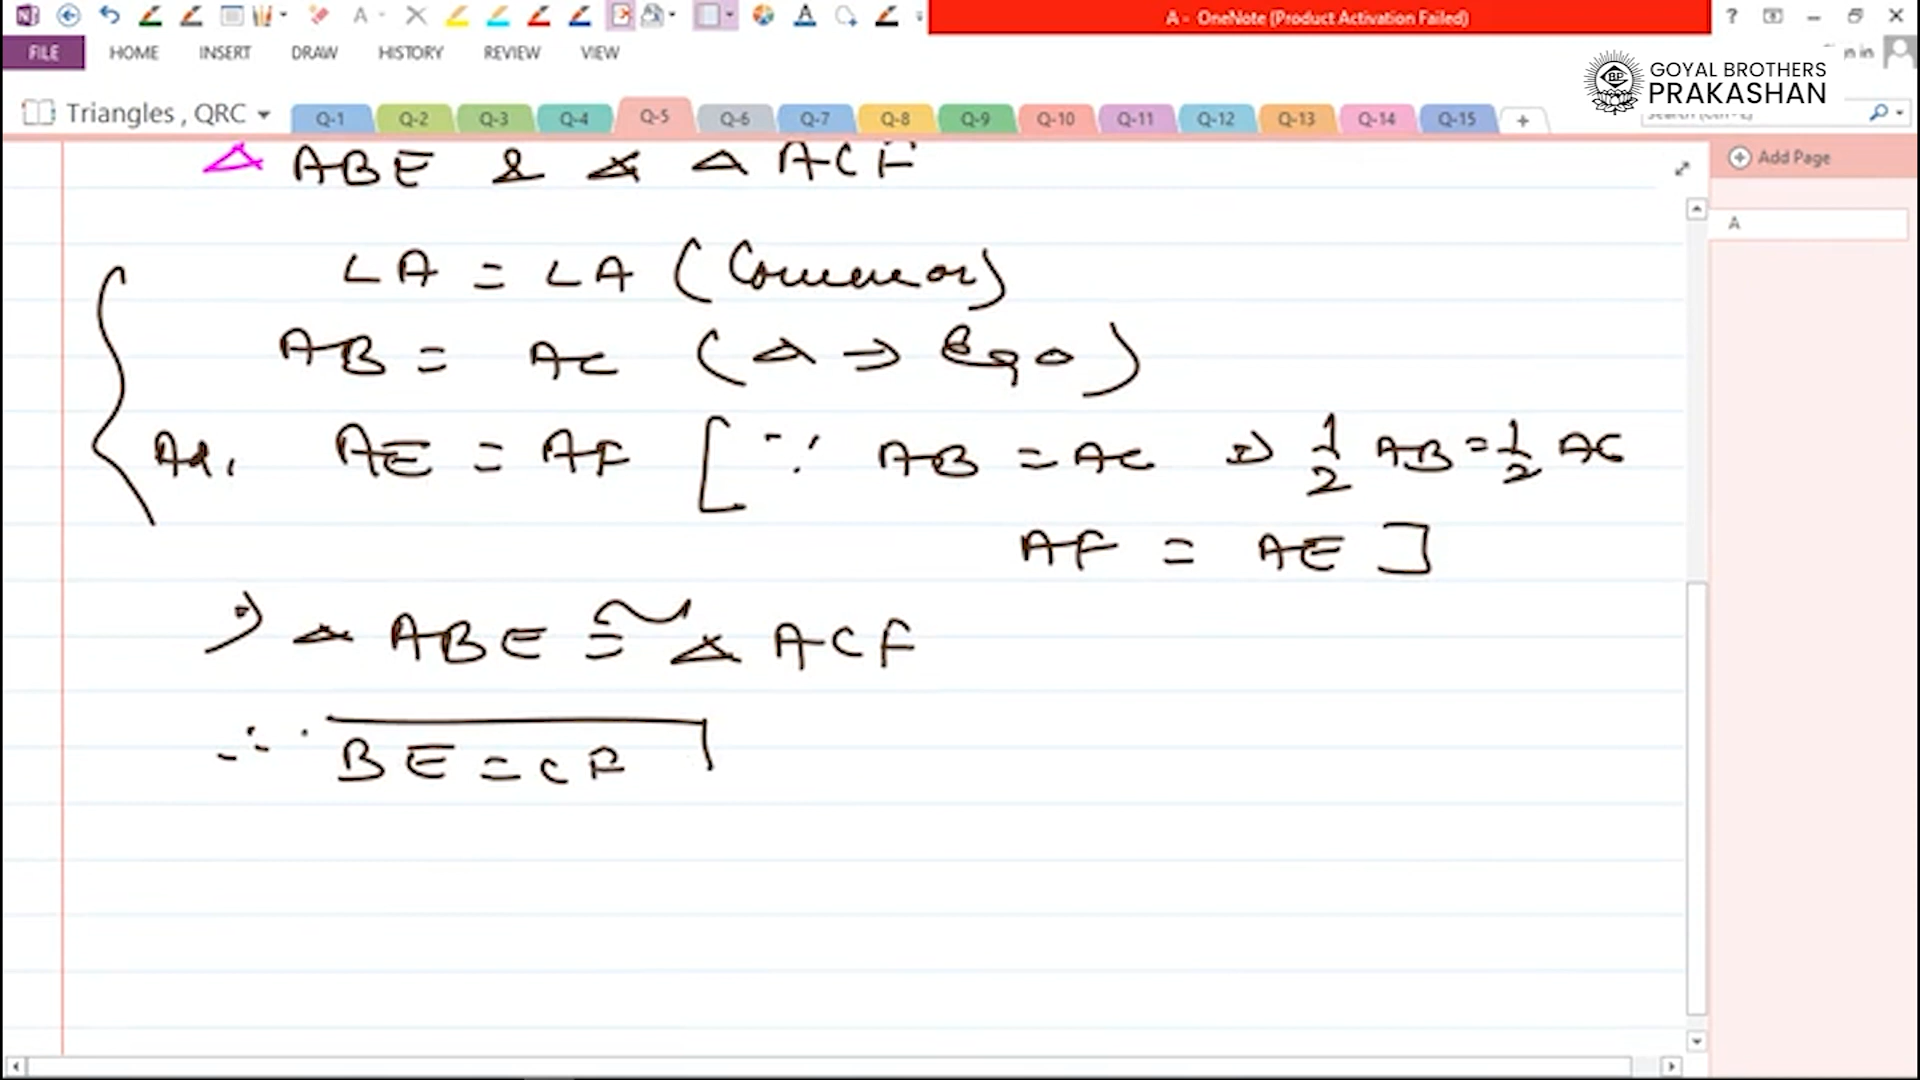 A - OneNote (Product Activation Failed)
FILE HOME INSERT DRAW HISTORY REVIEW VIEW
GOYAL BROTHERS
PRAKASHAN
Triangles , QRC Q-1 Q-2 Q-3 Q-4 Q-5 Q-6 Q-7 Q-8 Q-9 Q-10 Q-11 Q-12 Q-13 Q-14 Q-15 +
Add Page
A
△ ABE & △ ACF
∠A = ∠A (Common)
AB = AC (△ ⇒ Eqo)
AE = AF [∵ AB = AC ⇒ 1/2 AB = 1/2 AC
AF = AE ]
⇒ △ ABE ≅ △ ACF
∴ BE = CF